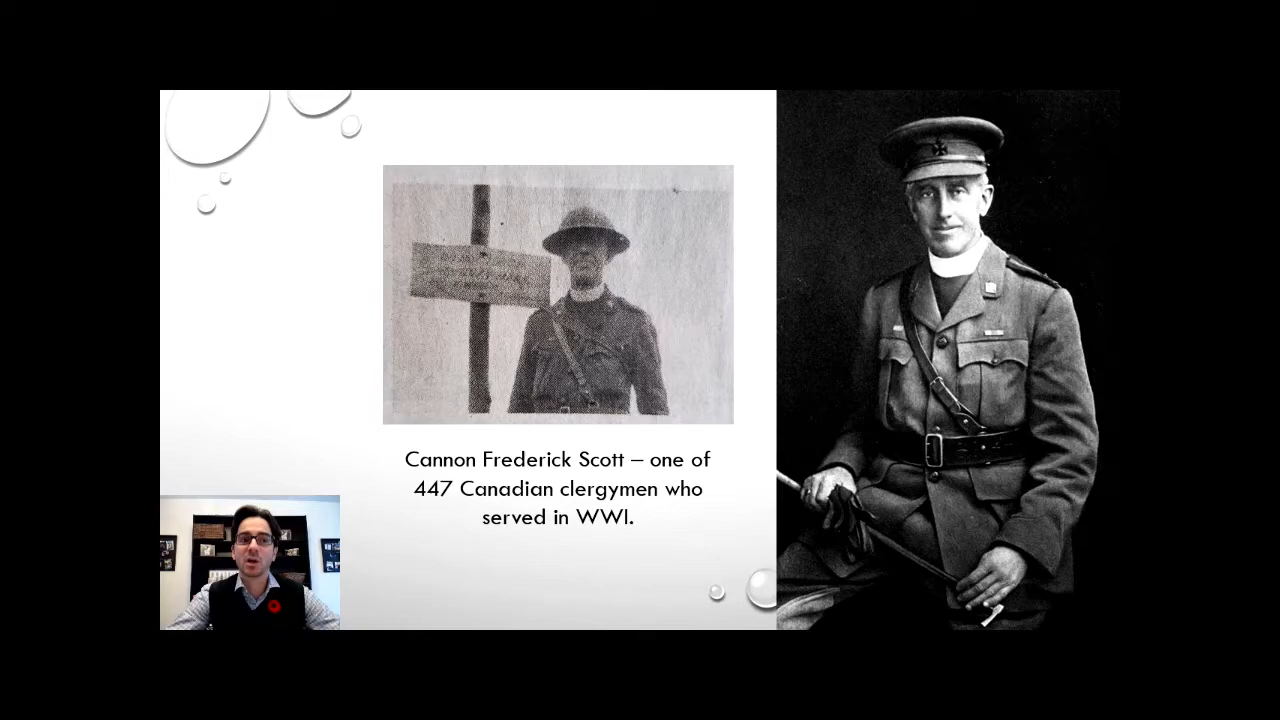 Cannon Frederick Scott – one of
447 Canadian clergymen who
served in WWI.